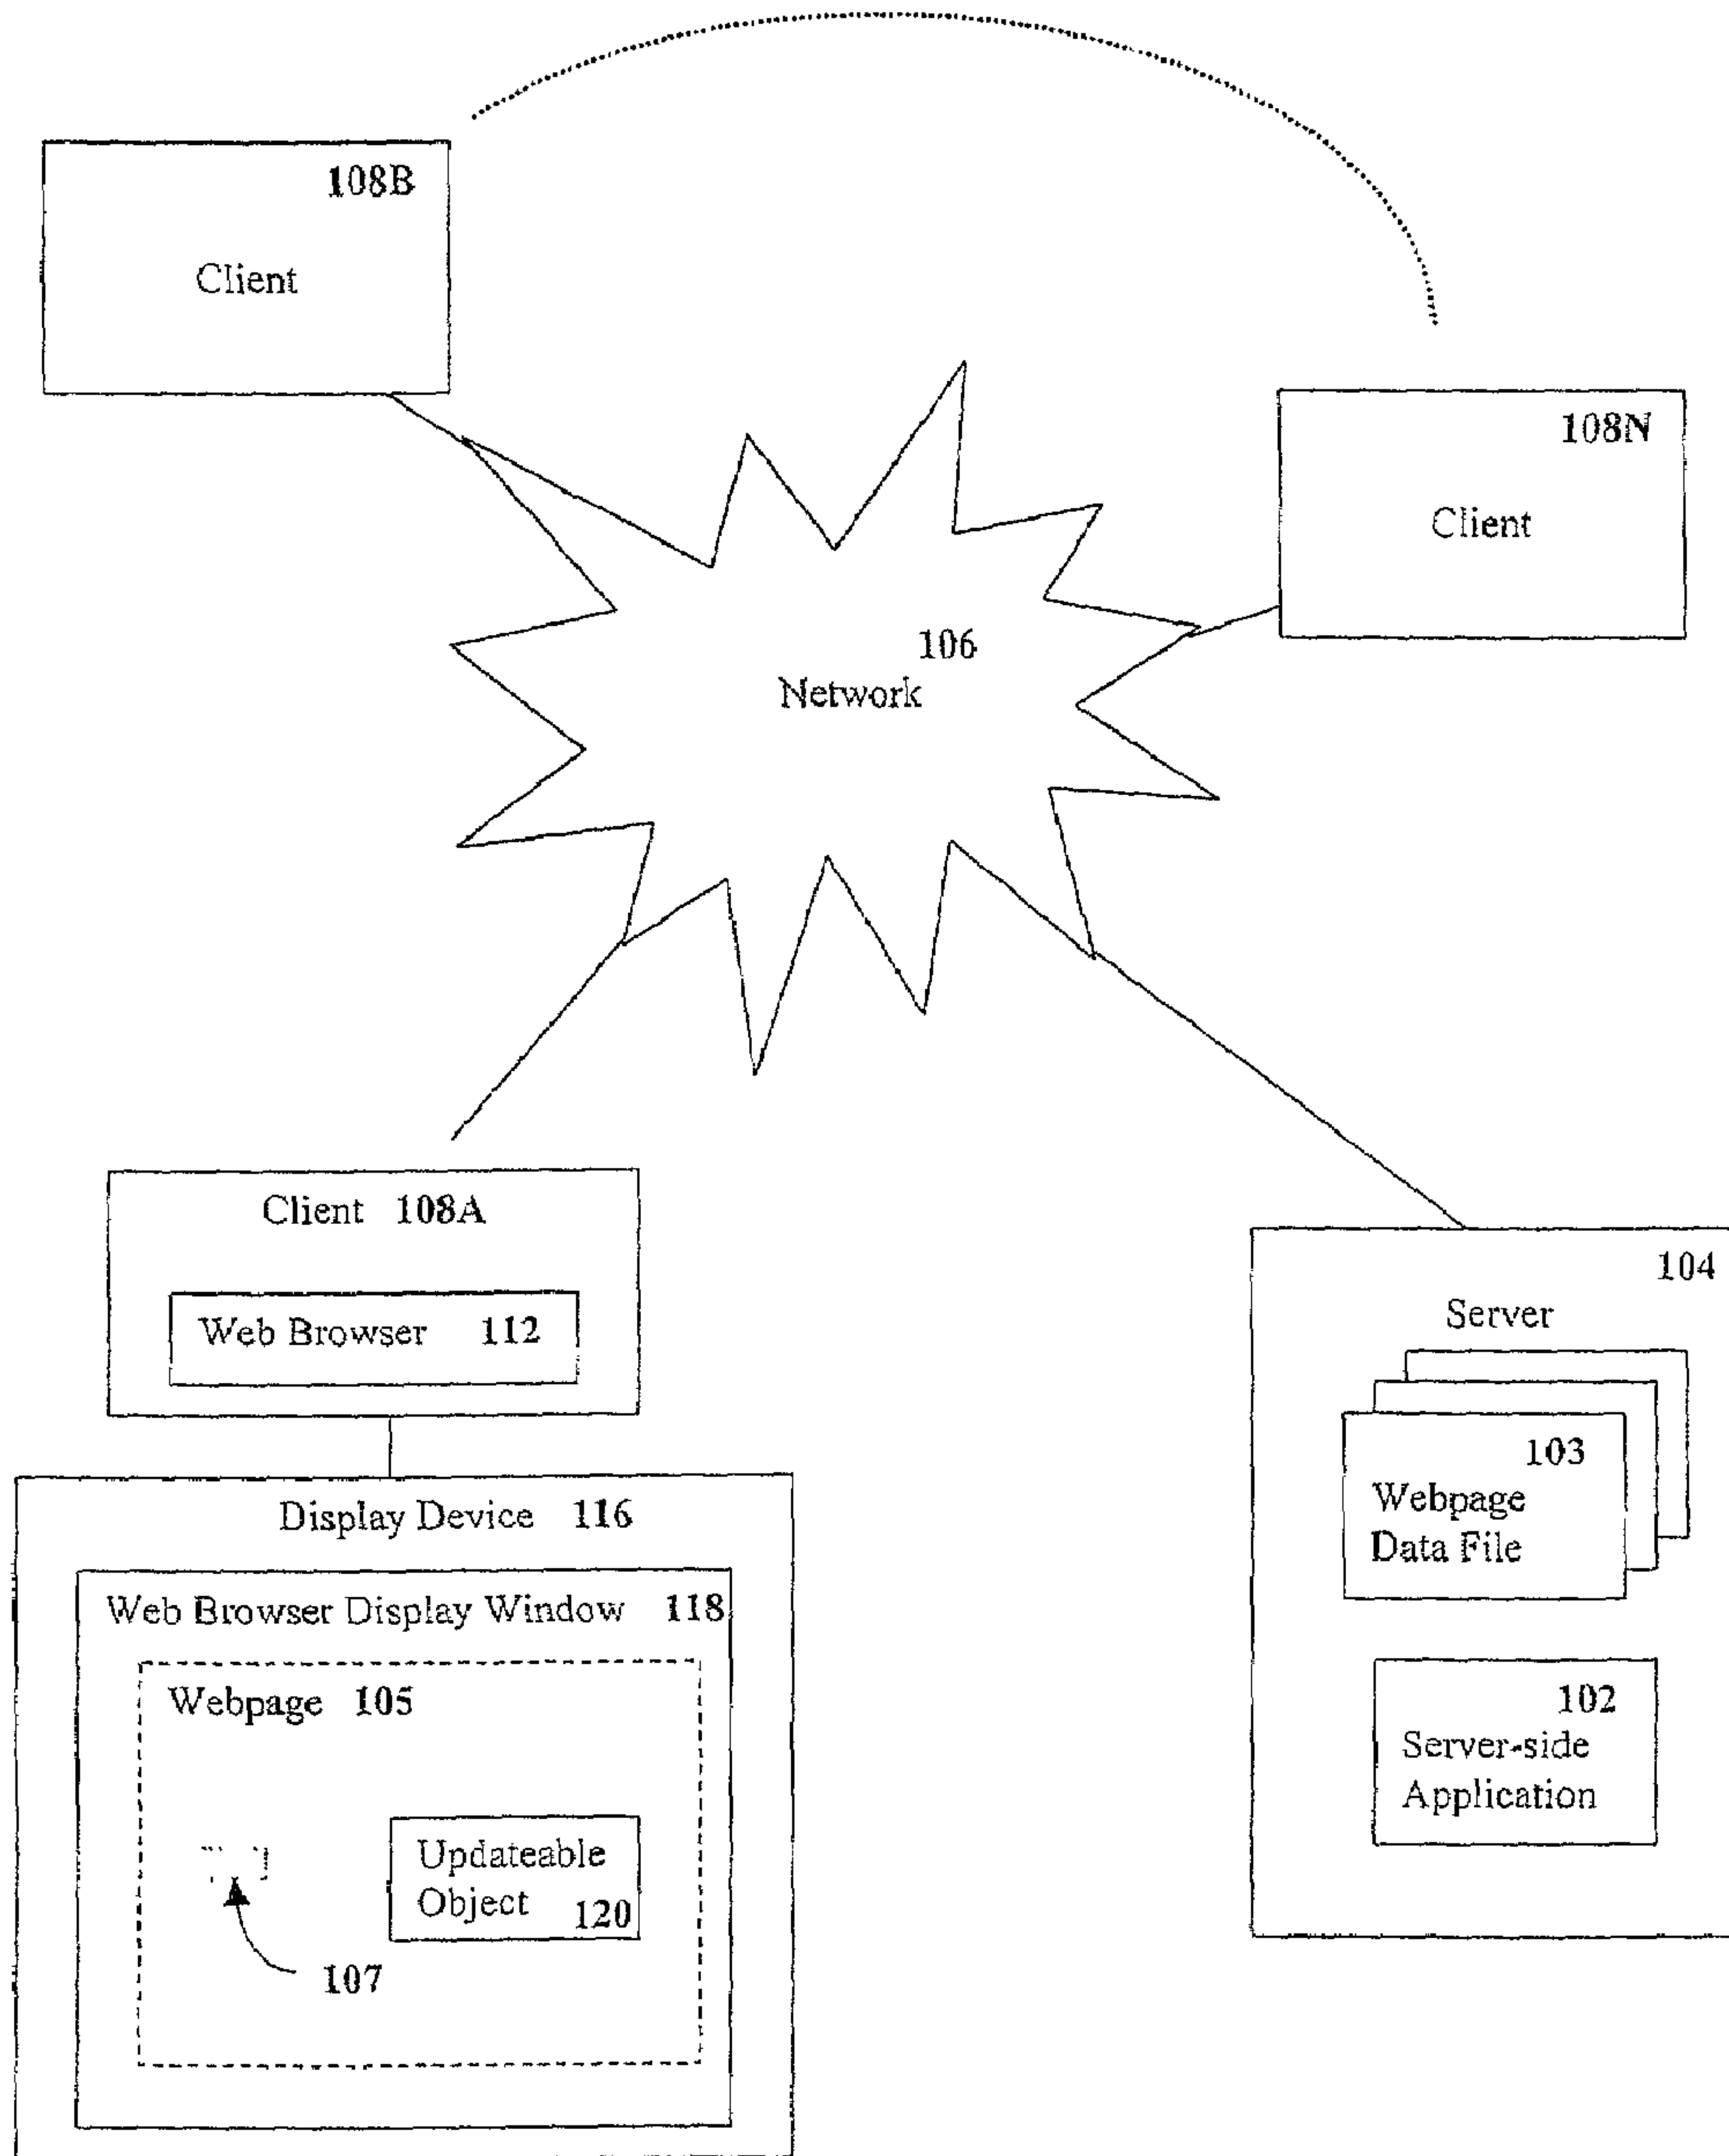 108B
Client
108N
Client
106
Network
Client 108A
Web Browser 112
104
Server
103
Webpage
Data File
102
Server-side
Application
Display Device 116
Web Browser Display Window 118
Webpage 105
Updateable
Object 120
107